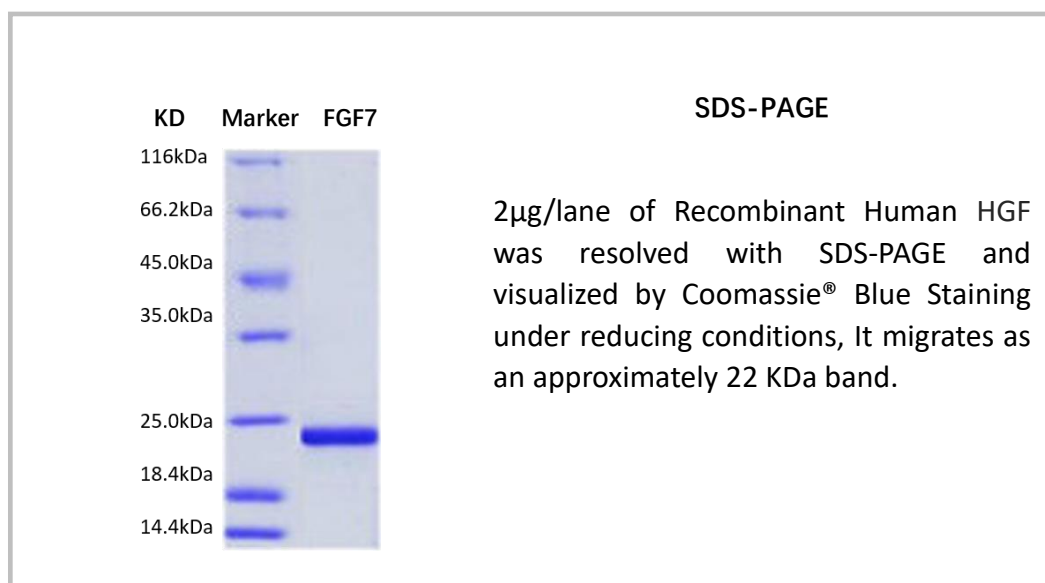 KD Marker FGF7
116kDa
66.2kDa
45.0kDa
35.0kDa
25.0kDa
18.4kDa
14.4kDa
SDS-PAGE
2μg/lane of Recombinant Human HGF
was resolved with SDS-PAGE and
visualized by Coomassie® Blue Staining
under reducing conditions, It migrates as
an approximately 22 KDa band.